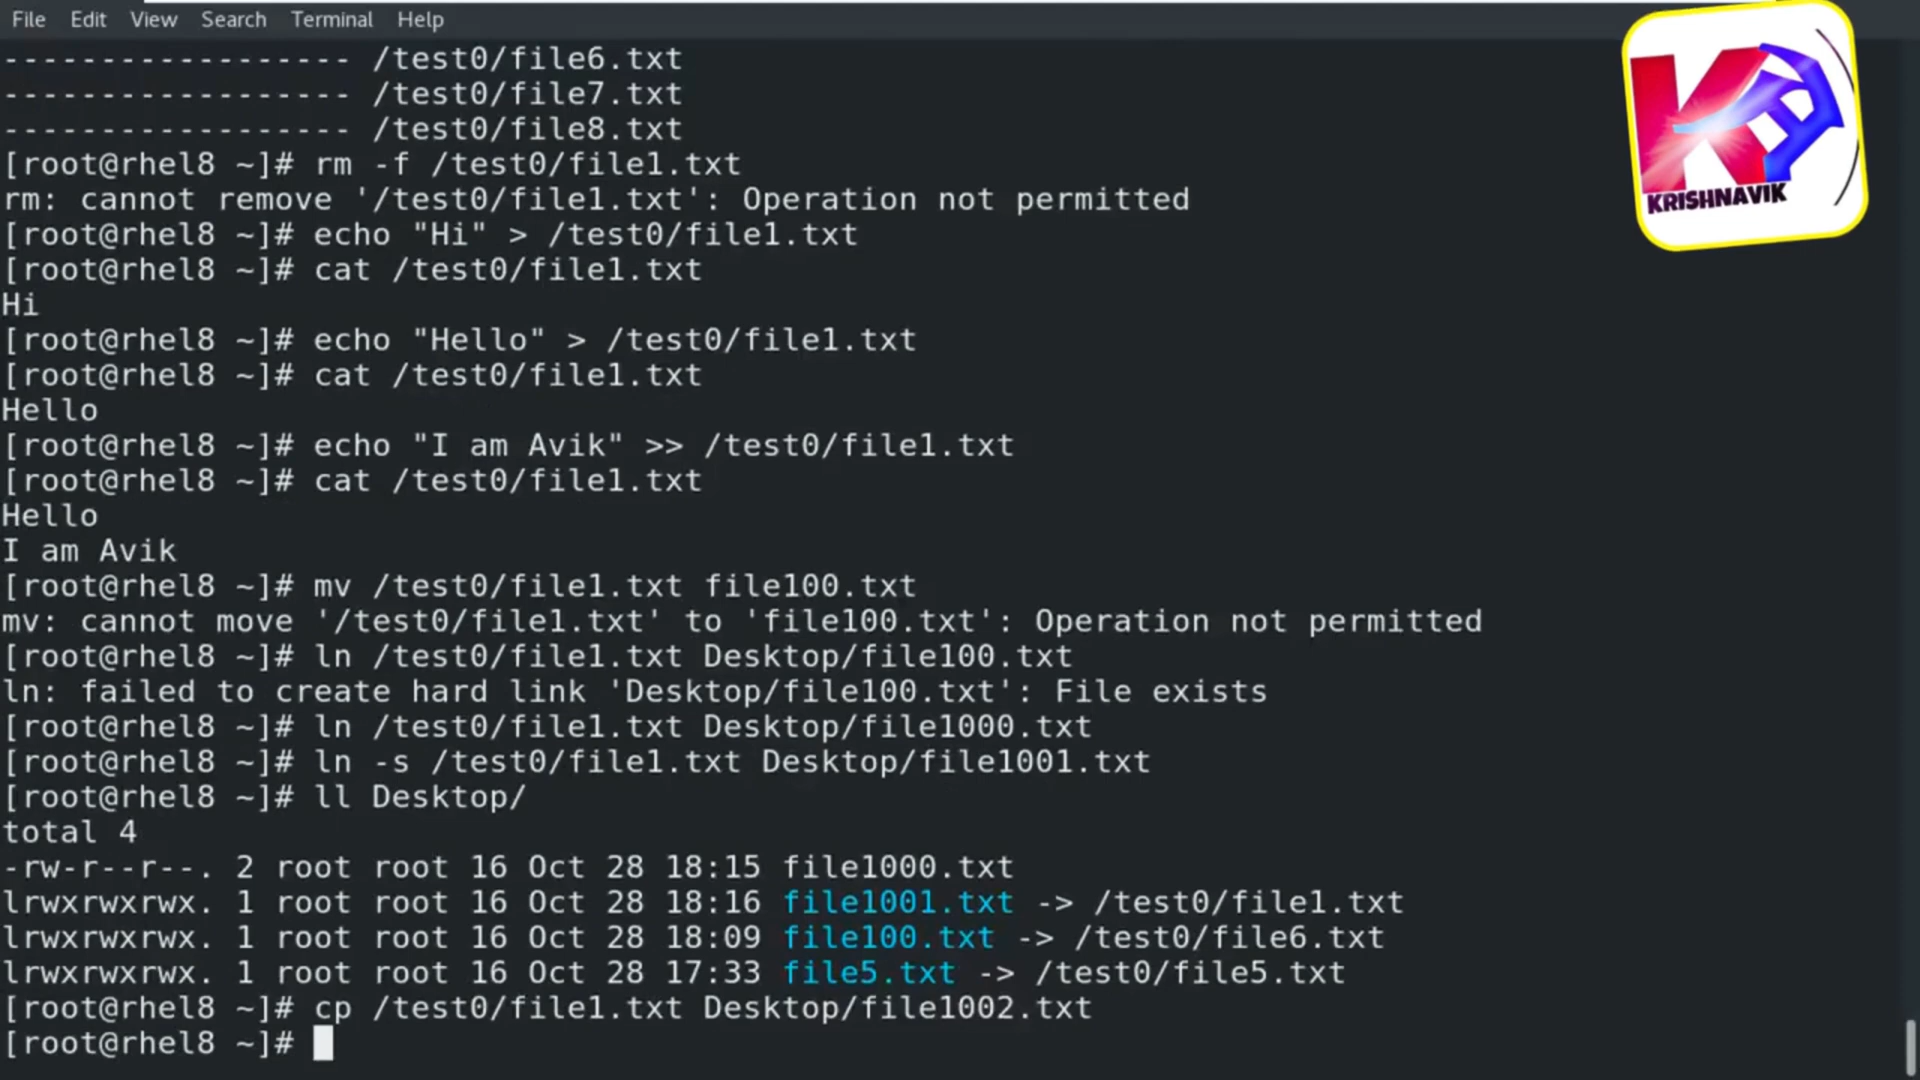 File Edit View Search Terminal Help
------------------ /test0/file6.txt
------------------ /test0/file7.txt
------------------ /test0/file8.txt
[root@rhel8 ~]# rm -f /test0/file1.txt
rm: cannot remove '/test0/file1.txt': Operation not permitted
[root@rhel8 ~]# echo "Hi" > /test0/file1.txt
[root@rhel8 ~]# cat /test0/file1.txt
Hi
[root@rhel8 ~]# echo "Hello" > /test0/file1.txt
[root@rhel8 ~]# cat /test0/file1.txt
Hello
[root@rhel8 ~]# echo "I am Avik" >> /test0/file1.txt
[root@rhel8 ~]# cat /test0/file1.txt
Hello
I am Avik
[root@rhel8 ~]# mv /test0/file1.txt file100.txt
mv: cannot move '/test0/file1.txt' to 'file100.txt': Operation not permitted
[root@rhel8 ~]# ln /test0/file1.txt Desktop/file100.txt
ln: failed to create hard link 'Desktop/file100.txt': File exists
[root@rhel8 ~]# ln /test0/file1.txt Desktop/file1000.txt
[root@rhel8 ~]# ln -s /test0/file1.txt Desktop/file1001.txt
[root@rhel8 ~]# ll Desktop/
total 4
-rw-r--r--. 2 root root 16 Oct 28 18:15 file1000.txt
lrwxrwxrwx. 1 root root 16 Oct 28 18:16 file1001.txt -> /test0/file1.txt
lrwxrwxrwx. 1 root root 16 Oct 28 18:09 file100.txt -> /test0/file6.txt
lrwxrwxrwx. 1 root root 16 Oct 28 17:33 file5.txt -> /test0/file5.txt
[root@rhel8 ~]# cp /test0/file1.txt Desktop/file1002.txt
[root@rhel8 ~]#
KA
KRISHNAVIK